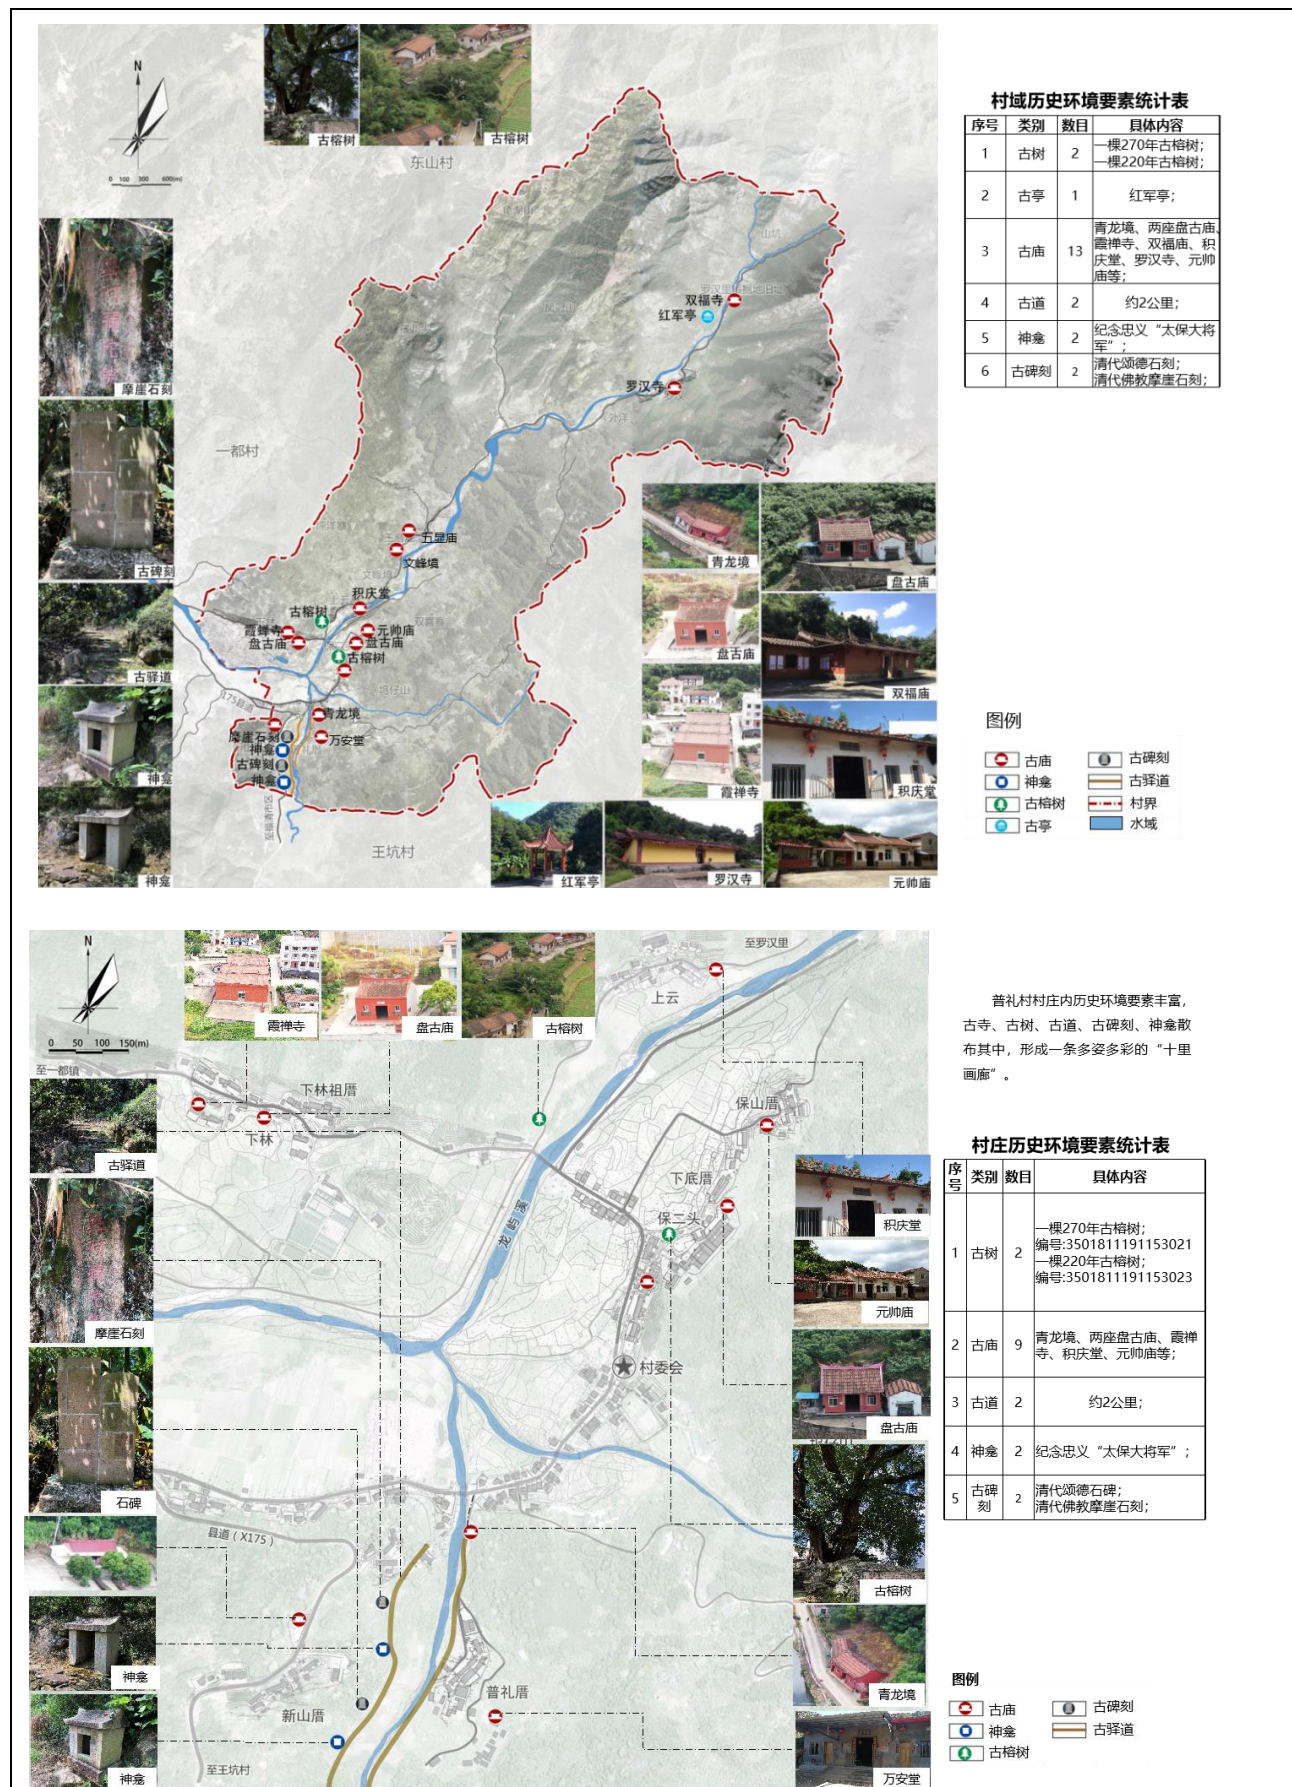 古榕树
古榕树
N
0 100 300 600(m)
东山村
摩崖石刻
古碑刻
古驿道
神龛
神龛
一都村
双福寺
红军亭
罗汉寺
五显庙
文峰境
积庆堂
古榕树
霞蝉寺
盘古庙
元帅庙
盘古庙
古榕树
175县道
青龙境
万安堂
摩崖石刻
神龛
古碑刻
神龛
至福清市区
王坑村
山坑
青龙境
盘古庙
盘古庙
双福庙
霞禅寺
积庆堂
红军亭
罗汉寺
元帅庙
村域历史环境要素统计表
序号 类别 数目 具体内容
1 古树 2 一棵270年古榕树；
一棵220年古榕树；
2 古亭 1 红军亭；
3 古庙 13 青龙境、两座盘古庙、
霞禅寺、双福庙、积
庆堂、罗汉寺、元帅
庙等；
4 古道 2 约2公里；
5 神龛 2 纪念忠义“太保大将
军”；
6 古碑刻 2 清代颂德石刻；
清代佛教摩崖石刻；
图例
古庙 古碑刻
神龛 古驿道
古榕树 村界
古亭 水域
N
0 50 100 150(m)
至一都镇
霞禅寺
盘古庙
古榕树
至罗汉里
上云
下林祖厝
下林
保山厝
下底厝
保二头
龙屿溪
村委会
县道（X175）
新山厝
普礼厝
至王坑村
古驿道
摩崖石刻
石碑
神龛
神龛
积庆堂
元帅庙
盘古庙
古榕树
青龙境
万安堂
普礼村村庄内历史环境要素丰富，
古寺、古树、古道、古碑刻、神龛散
布其中，形成一条多姿多彩的“十里
画廊”。
村庄历史环境要素统计表
序号 类别 数目 具体内容
1 古树 2 一棵270年古榕树；
编号:3501811191153021
一棵220年古榕树；
编号:3501811191153023
2 古庙 9 青龙境、两座盘古庙、霞禅
寺、积庆堂、元帅庙等；
3 古道 2 约2公里；
4 神龛 2 纪念忠义“太保大将军”；
5 古碑刻 2 清代颂德石碑；
清代佛教摩崖石刻；
图例
古庙 古碑刻
神龛 古驿道
古榕树